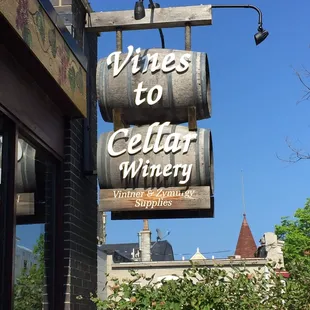 Vines
to
Cellar
Winery
Vintner & Zymurgy
Supplies